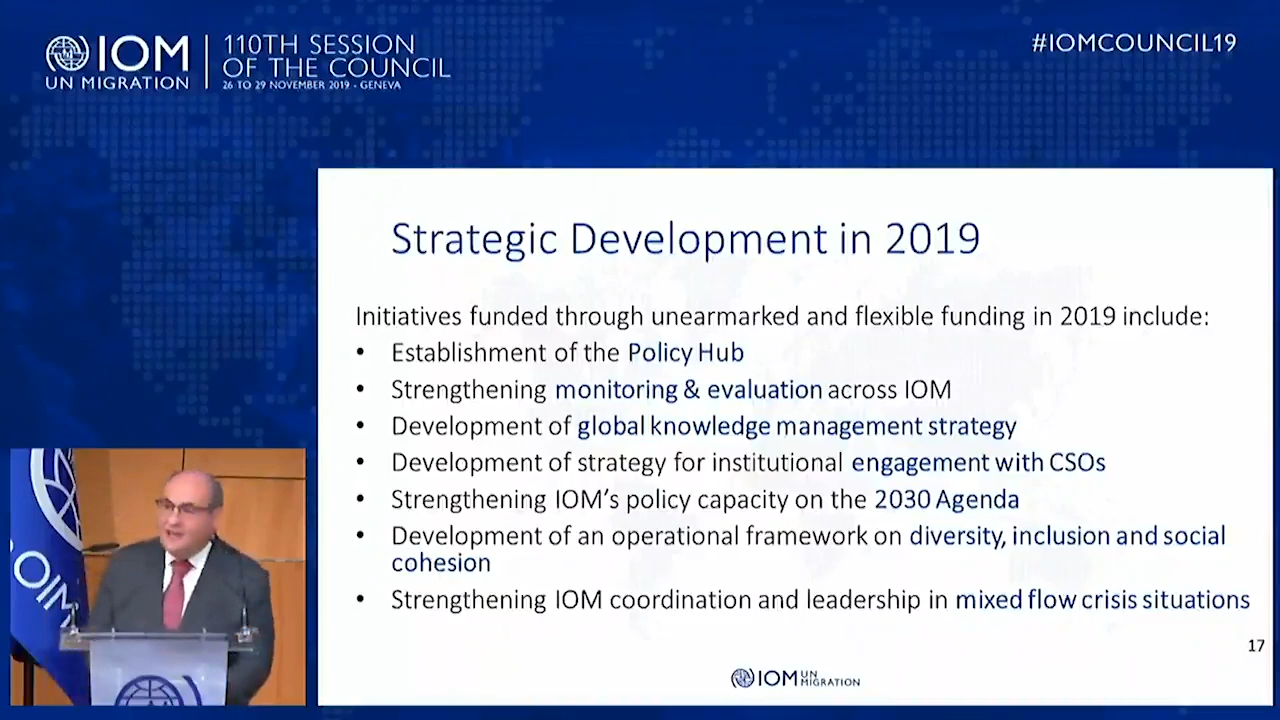 IOM
UN MIGRATION
110TH SESSION
OF THE COUNCIL
26 TO 29 NOVEMBER 2019 - GENEVA
#IOMCOUNCIL19
Strategic Development in 2019
Initiatives funded through unearmarked and flexible funding in 2019 include:
• Establishment of the Policy Hub
• Strengthening monitoring & evaluation across IOM
• Development of global knowledge management strategy
• Development of strategy for institutional engagement with CSOs
• Strengthening IOM’s policy capacity on the 2030 Agenda
• Development of an operational framework on diversity, inclusion and social
cohesion
• Strengthening IOM coordination and leadership in mixed flow crisis situations
17
IOM UN
MIGRATION
OIM